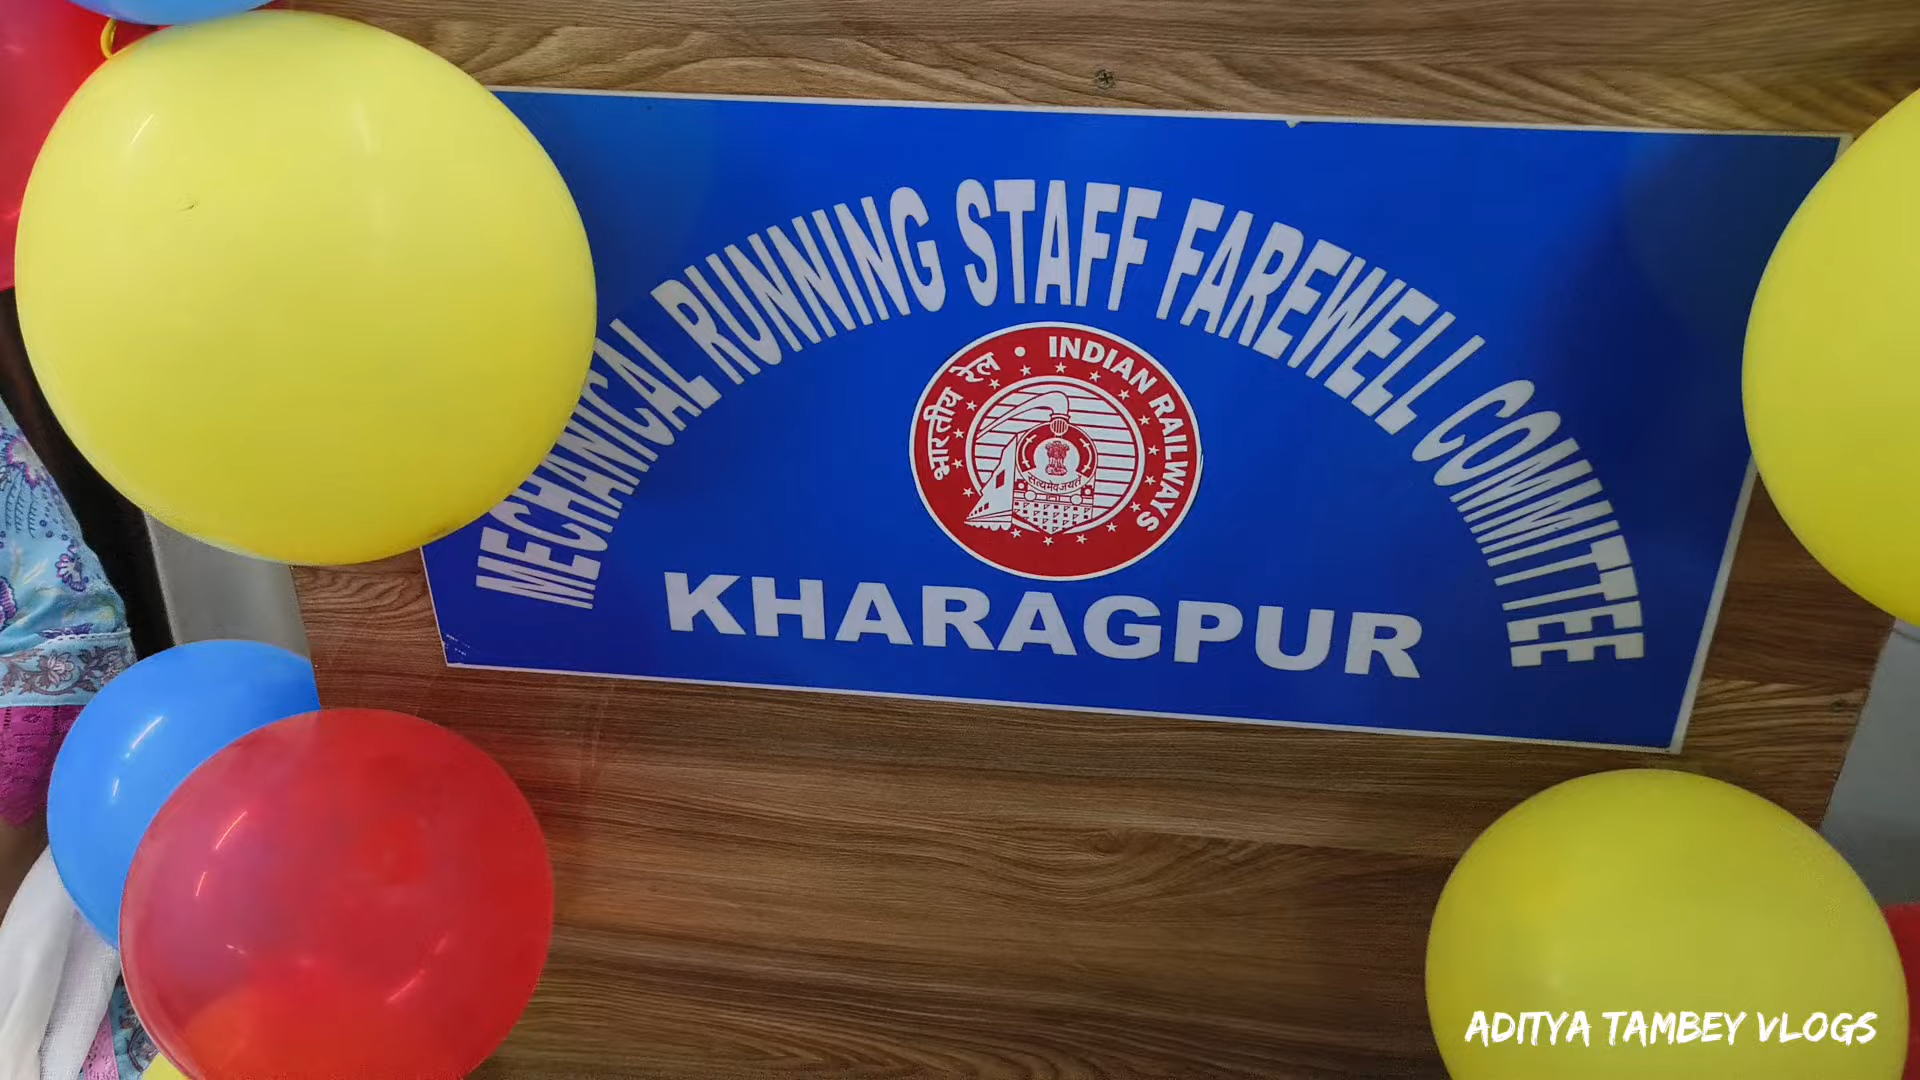 MECHANICAL RUNNING STAFF FAREWELL COMMITTEE
भारतीय रेल • INDIAN RAILWAYS
सत्यमेव जयते
KHARAGPUR
ADITYA TAMBEY VLOGS